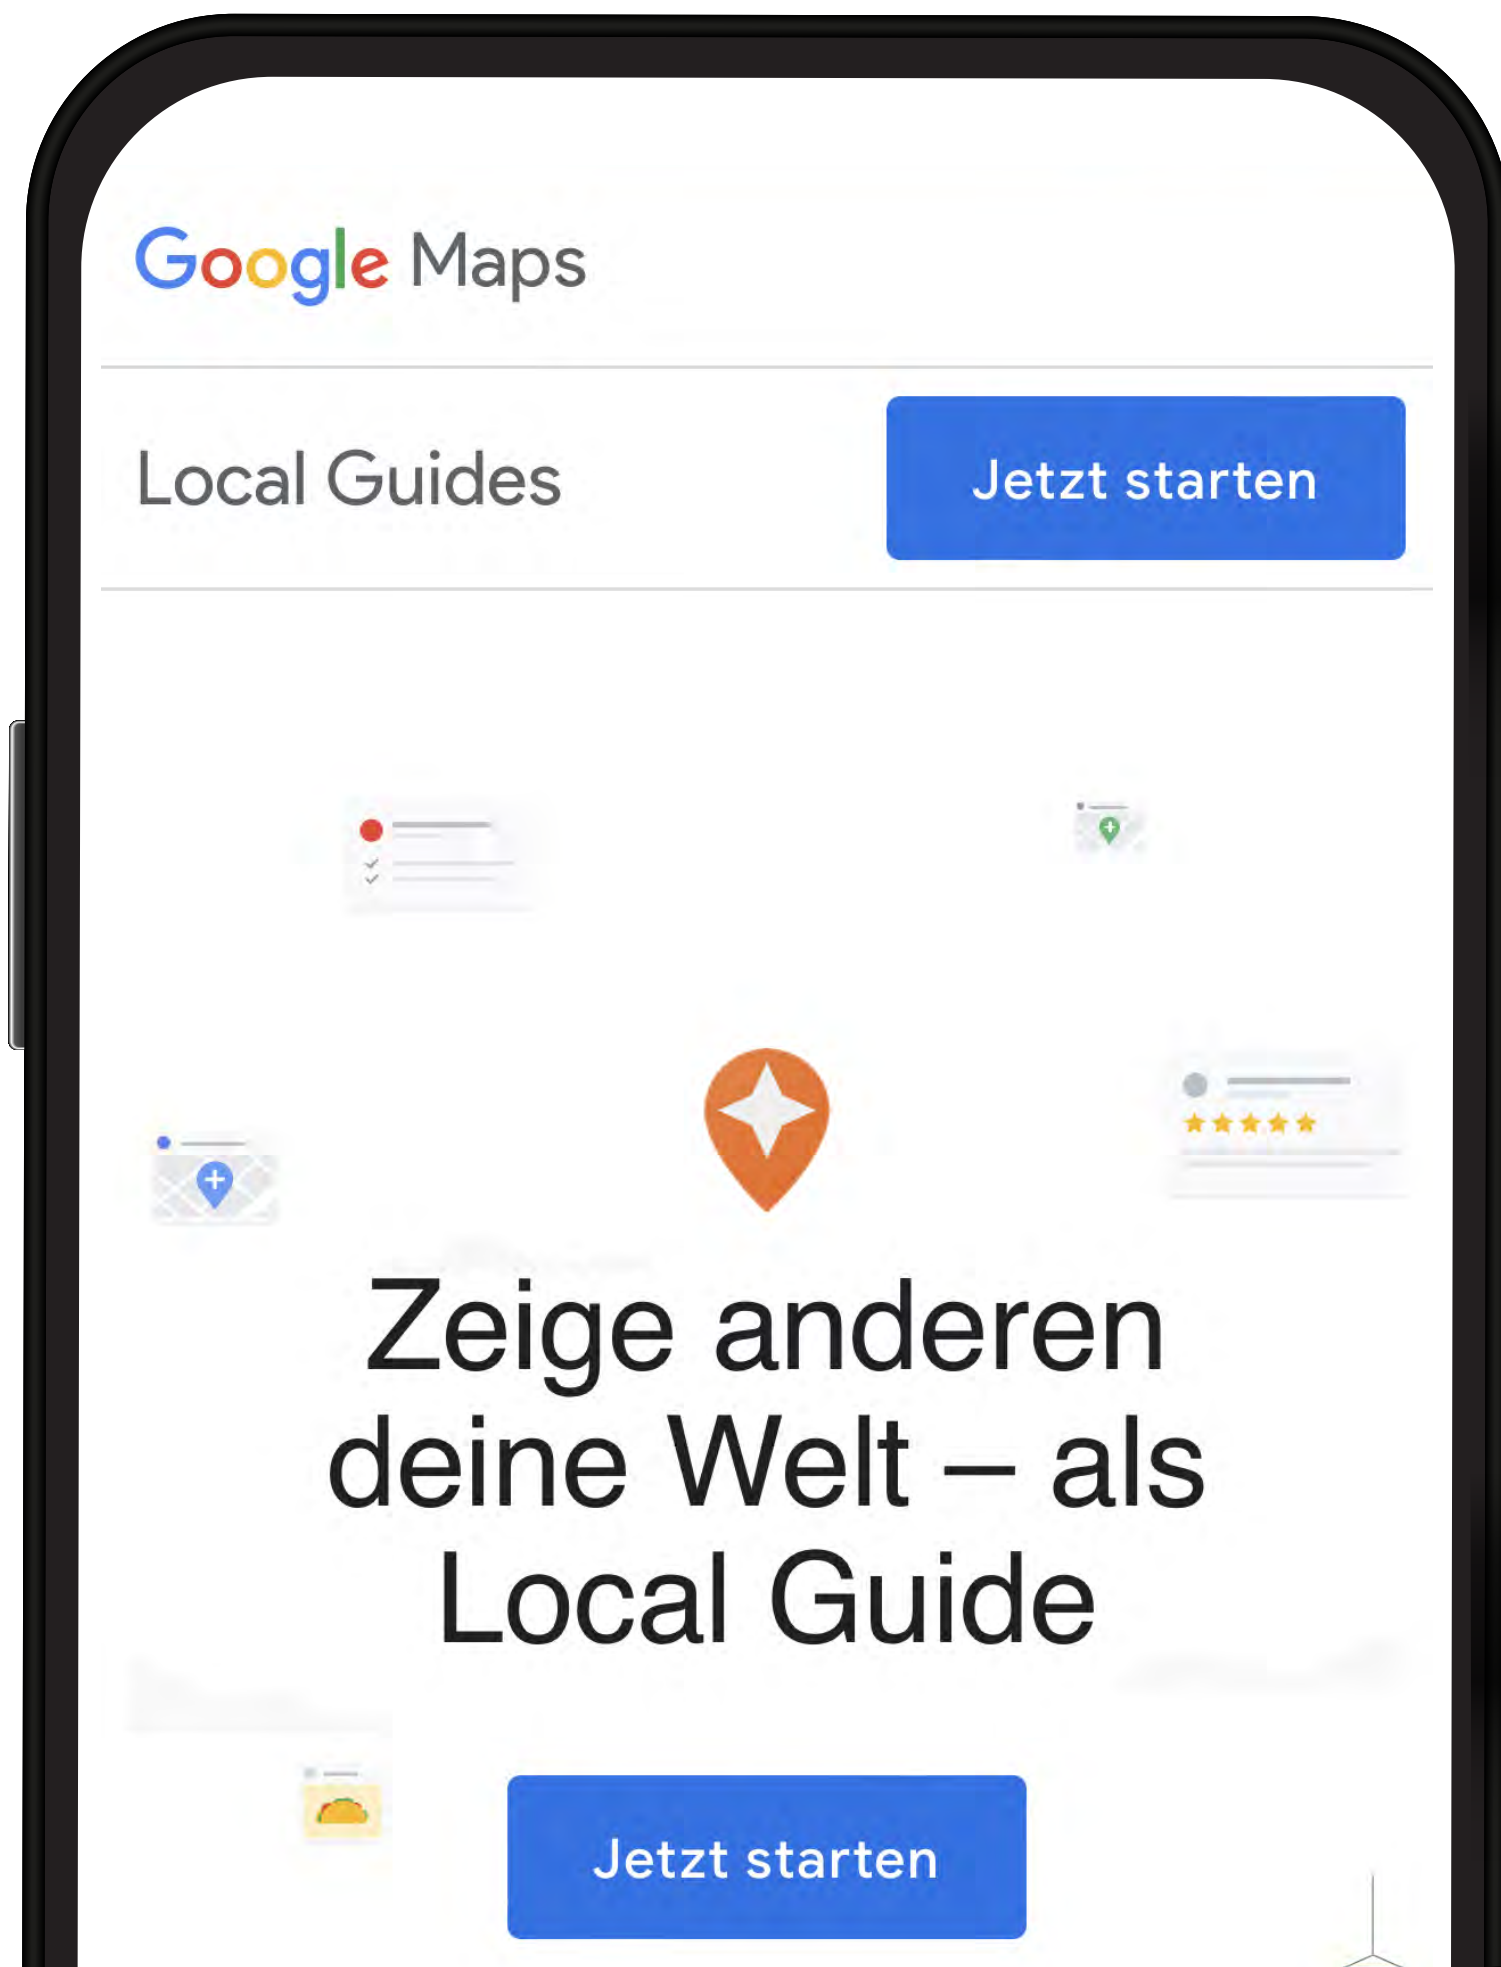 Google Maps
Local Guides
Jetzt starten
Zeige anderen
deine Welt – als
Local Guide
Jetzt starten